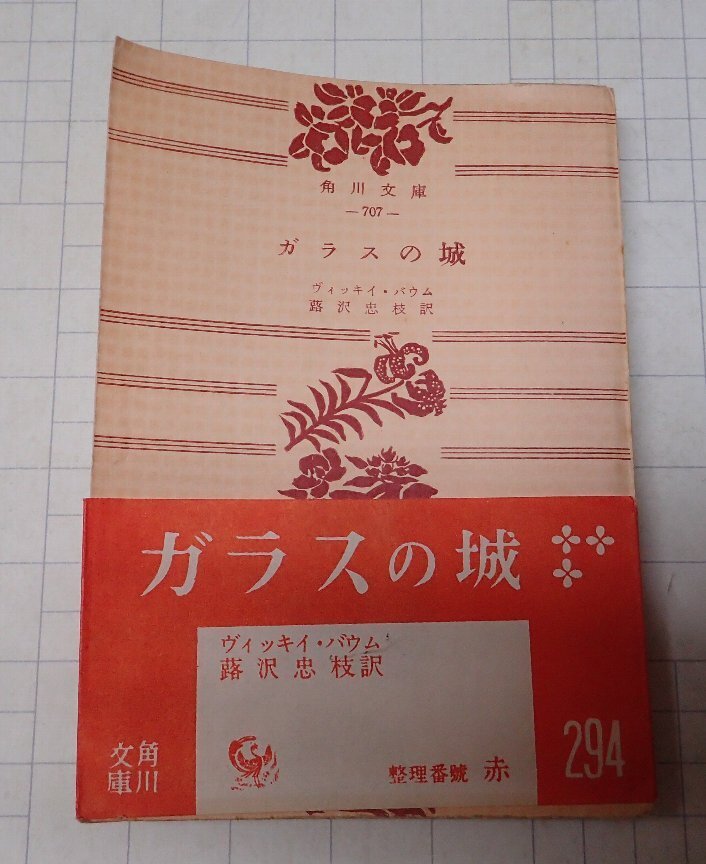 角川文庫
—707—
ガラスの城
ヴィッキイ・バウム
蕗沢忠枝訳
ガラスの城
ヴィッキイ・バウム
蕗沢忠枝訳
整理番號 赤
294
角川
文庫